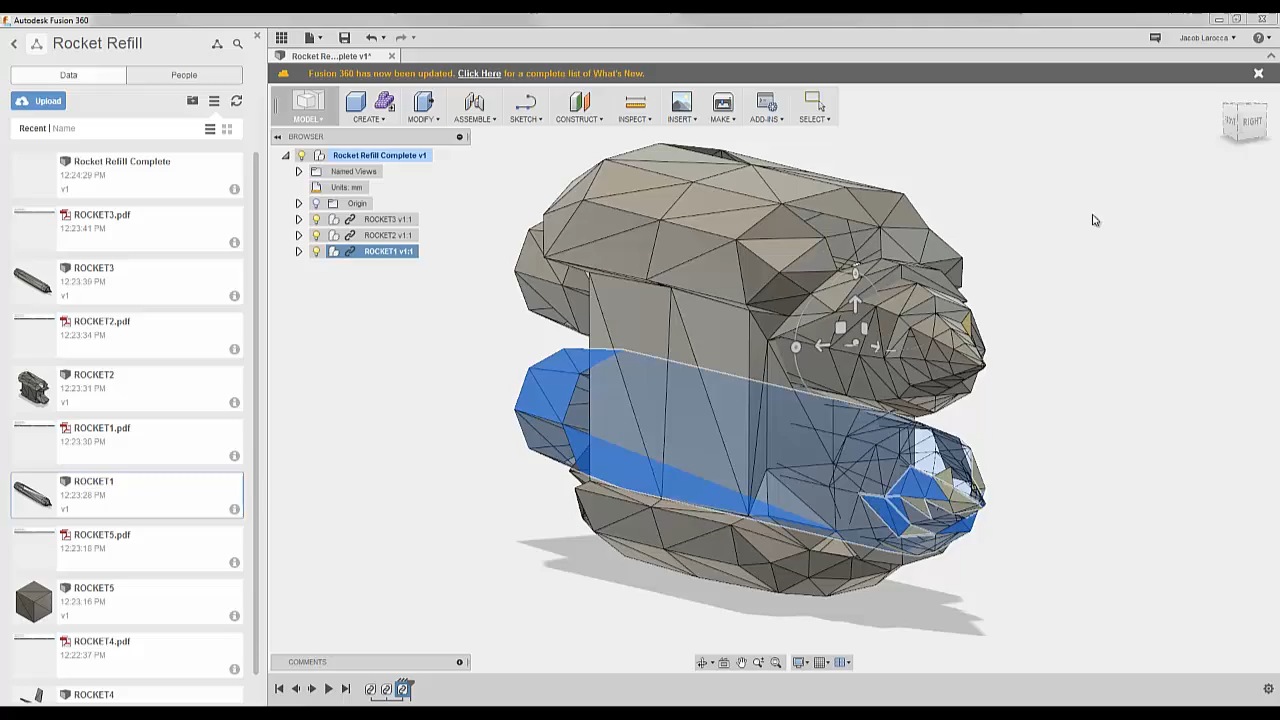 Autodesk Fusion 360
Rocket Refill
Data
People
Upload
Recent | Name
Rocket Refill Complete
12:24:29 PM
v1
ROCKET3.pdf
12:23:41 PM
ROCKET3
12:23:39 PM
v1
ROCKET2.pdf
12:23:34 PM
ROCKET2
12:23:31 PM
v1
ROCKET1.pdf
12:23:30 PM
ROCKET1
12:23:28 PM
v1
ROCKET5.pdf
12:23:18 PM
ROCKET5
12:23:16 PM
v1
ROCKET4.pdf
12:22:37 PM
ROCKET4
Jacob Larocca
Rocket Re...plete v1*
Fusion 360 has now been updated. Click Here for a complete list of What's New.
MODEL
CREATE
MODIFY
ASSEMBLE
SKETCH
CONSTRUCT
INSPECT
INSERT
MAKE
ADD-INS
SELECT
BROWSER
Rocket Refill Complete v1
Named Views
Units: mm
Origin
ROCKET3 v1:1
ROCKET2 v1:1
ROCKET1 v1:1
RIGHT
COMMENTS